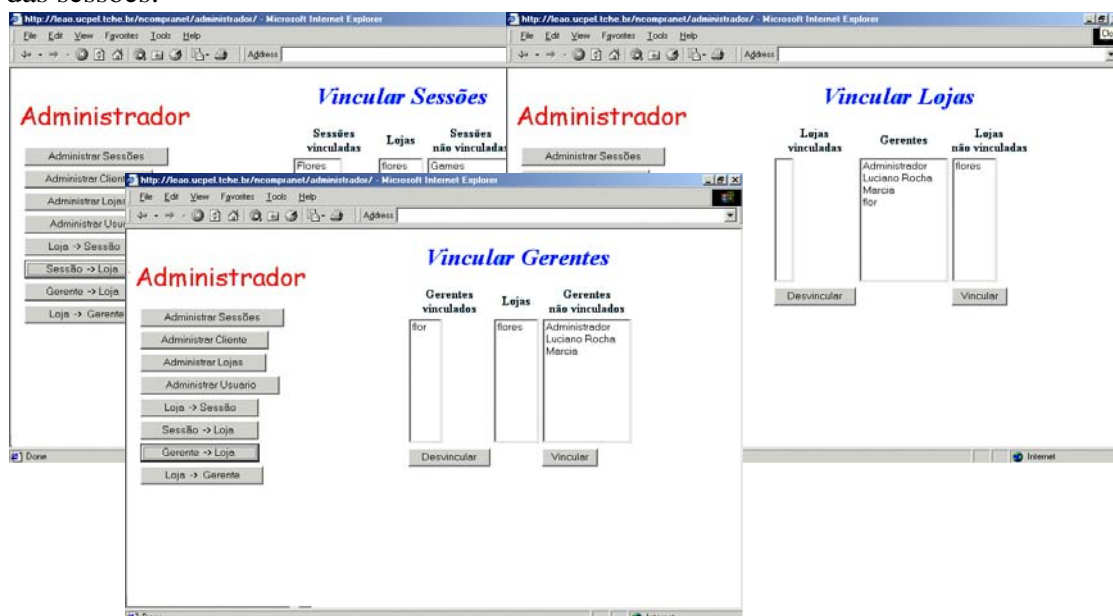 das sessões.
http://leao.ucpel.tche.br/ncompranet/administrador/ - Microsoft Internet Explorer
File Edit View Favorites Tools Help
Address
Administrador
Vincular Sessões
Sessões vinculadas
Lojas
Sessões não vinculadas
Flores
flores
Games
Administrar Sessões
Administrar Client
Administrar Lojas
Administrar Usu
Loja -> Sessão
Sessão -> Loja
Gerente -> Loja
Loja -> Gerente
Done
http://leao.ucpel.tche.br/ncompranet/administrador/ - Microsoft Internet Explorer
File Edit View Favorites Tools Help
Address
Administrador
Vincular Lojas
Lojas vinculadas
Gerentes
Lojas não vinculadas
Administrador
Luciano Rocha
Marcia
flor
flores
Administrar Sessões
Desvincular
Vincular
Internet
http://leao.ucpel.tche.br/ncompranet/administrador/ - Microsoft Internet Explorer
File Edit View Favorites Tools Help
Address
Administrador
Vincular Gerentes
Gerentes vinculados
Lojas
Gerentes não vinculados
flor
flores
Administrador
Luciano Rocha
Marcia
Administrar Sessões
Administrar Cliente
Administrar Lojas
Administrar Usuario
Loja -> Sessão
Sessão -> Loja
Gerente -> Loja
Loja -> Gerente
Desvincular
Vincular